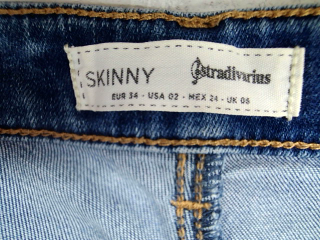 SKINNY stradivarius
EUR 34 - USA 02 - MEX 24 - UK 06